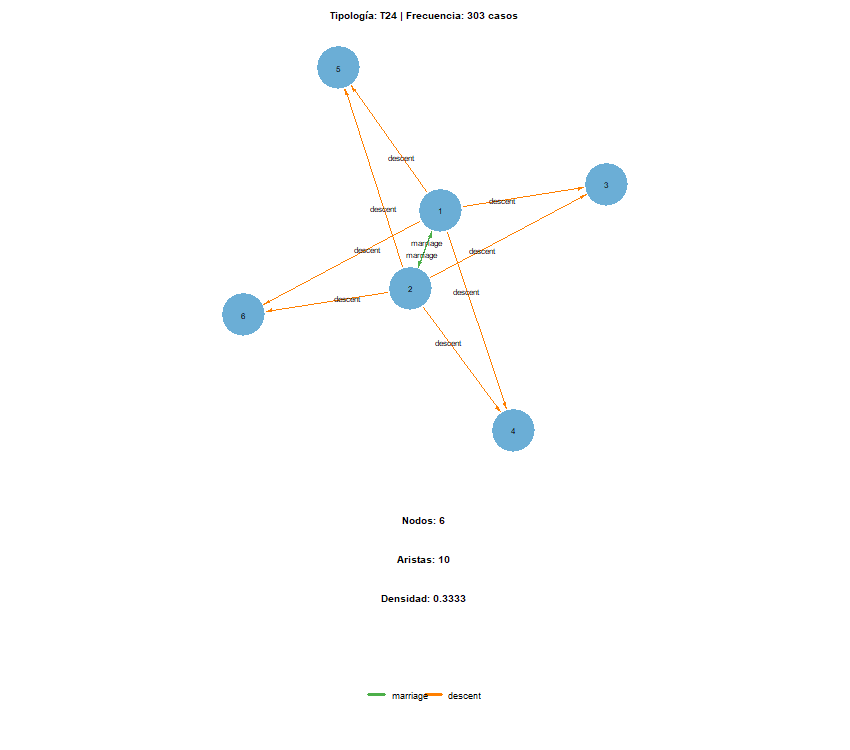 Tipología: T24 | Frecuencia: 303 casos
5
descent
3
1
descent
descent
marriage
descent
descent
marriage
2
descent
descent
6
descent
4
Nodos: 6
Aristas: 10
Densidad: 0.3333
marriage descent